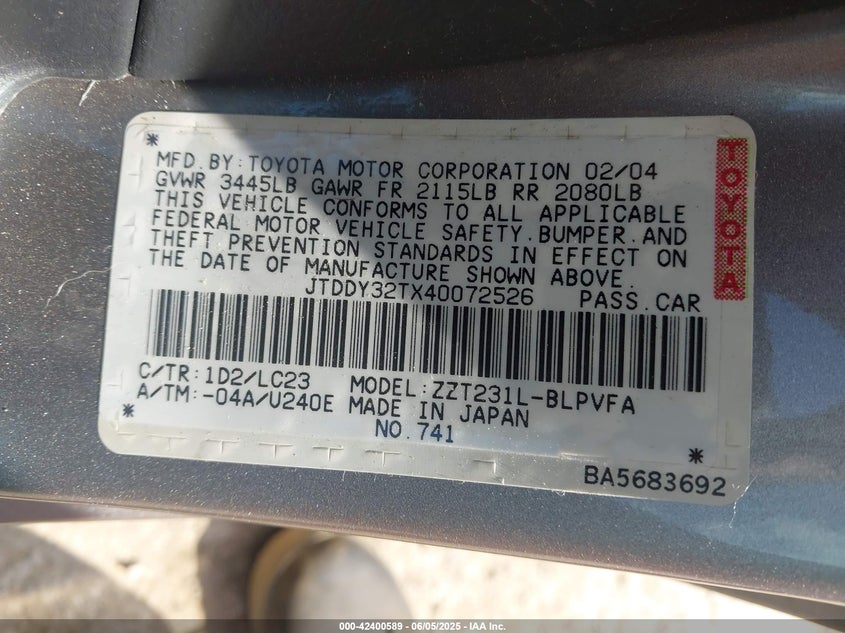 MFD.BY:TOYOTA MOTOR CORPORATION 02/04
GVWR 3445LB GAWR FR 2115LB RR 2080LB
THIS VEHICLE CONFORMS TO ALL APPLICABLE
FEDERAL MOTOR VEHICLE SAFETY.BUMPER.AND
THEFT PREVENTION STANDARDS IN EFFECT ON
THE DATE OF MANUFACTURE SHOWN ABOVE.
JTDDY32TX40072526 PASS.CAR
C/TR:1D2/LC23 MODEL:ZZT231L-BLPVFA
A/TM:-04A/U240E MADE IN JAPAN
NO.741
BA5683692
TOYOTA
000-42400589 - 06/05/2025 - IAA Inc.